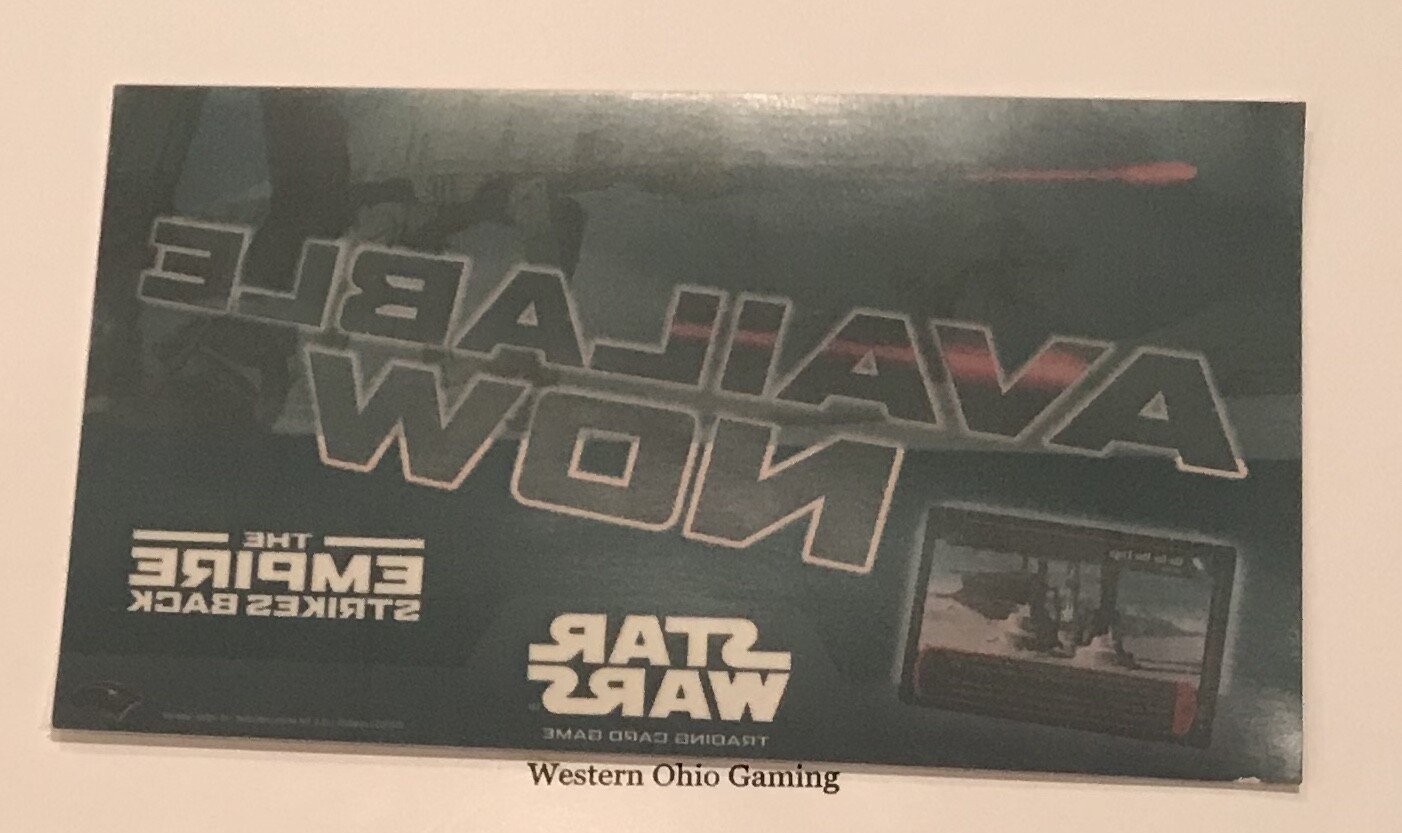 AVAILABLE
NOW
THE
EMPIRE
STRIKES BACK
STAR
WARS
TRADING CARD GAME
Western Ohio Gaming